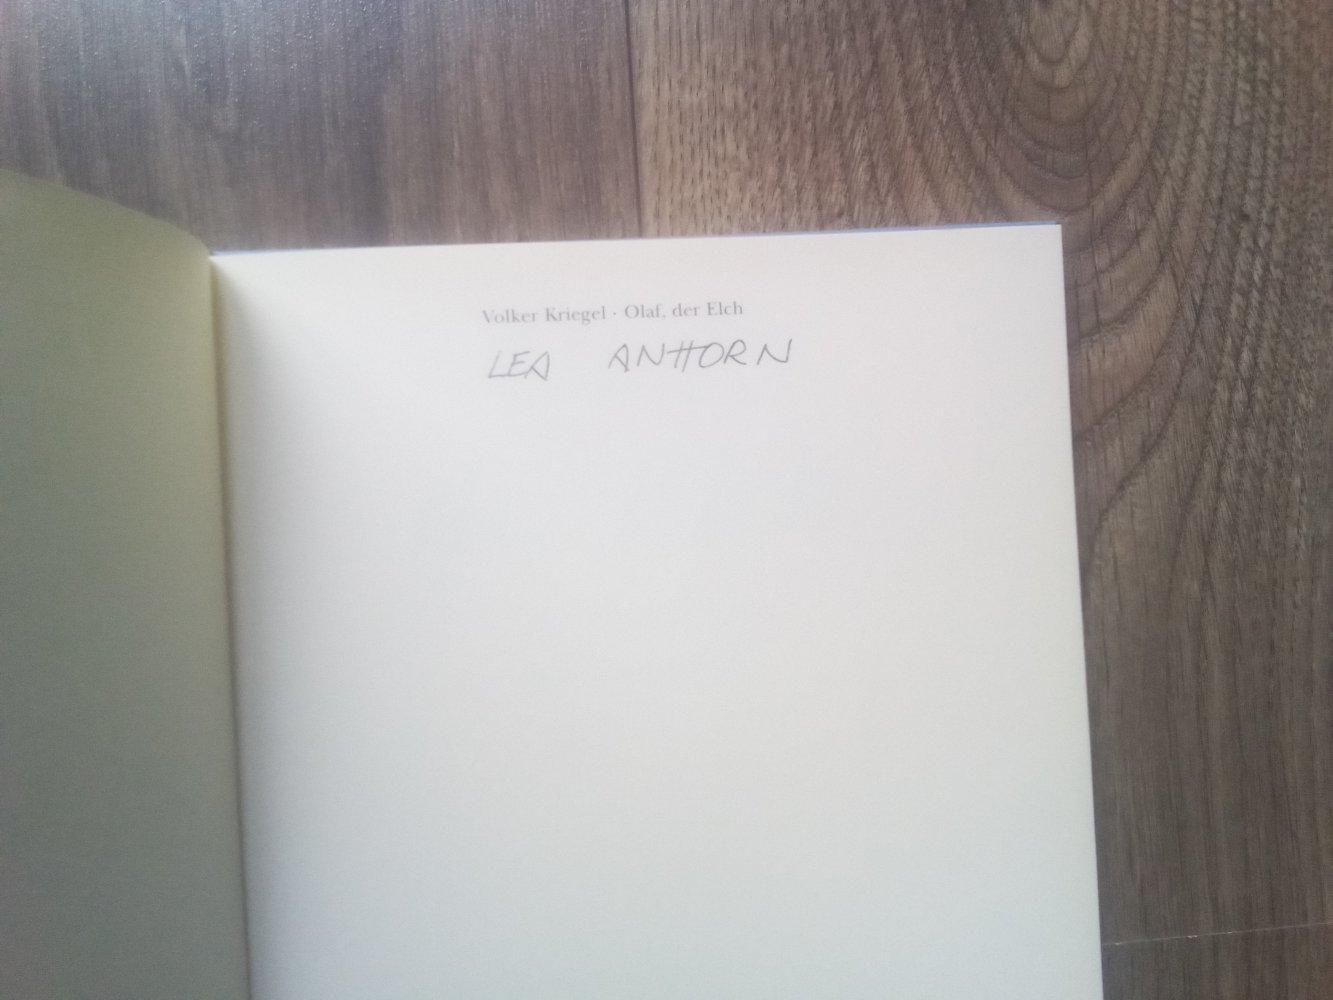 Volker Kriegel · Olaf, der Elch
LEA ANHORN